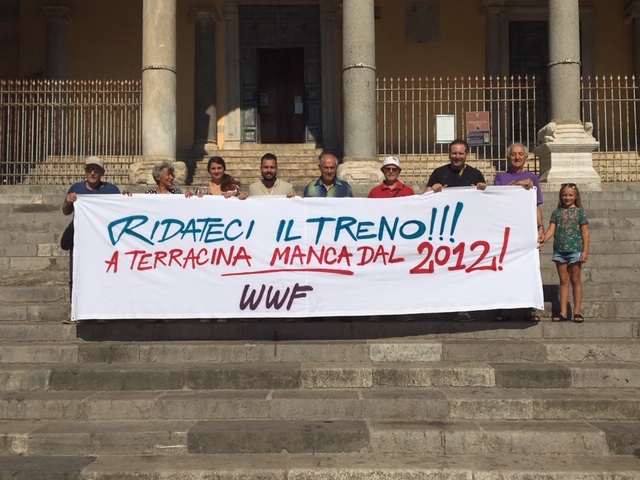 RIDATECI IL TRENO!!!
A TERRACINA MANCA DAL 2012!
WWF